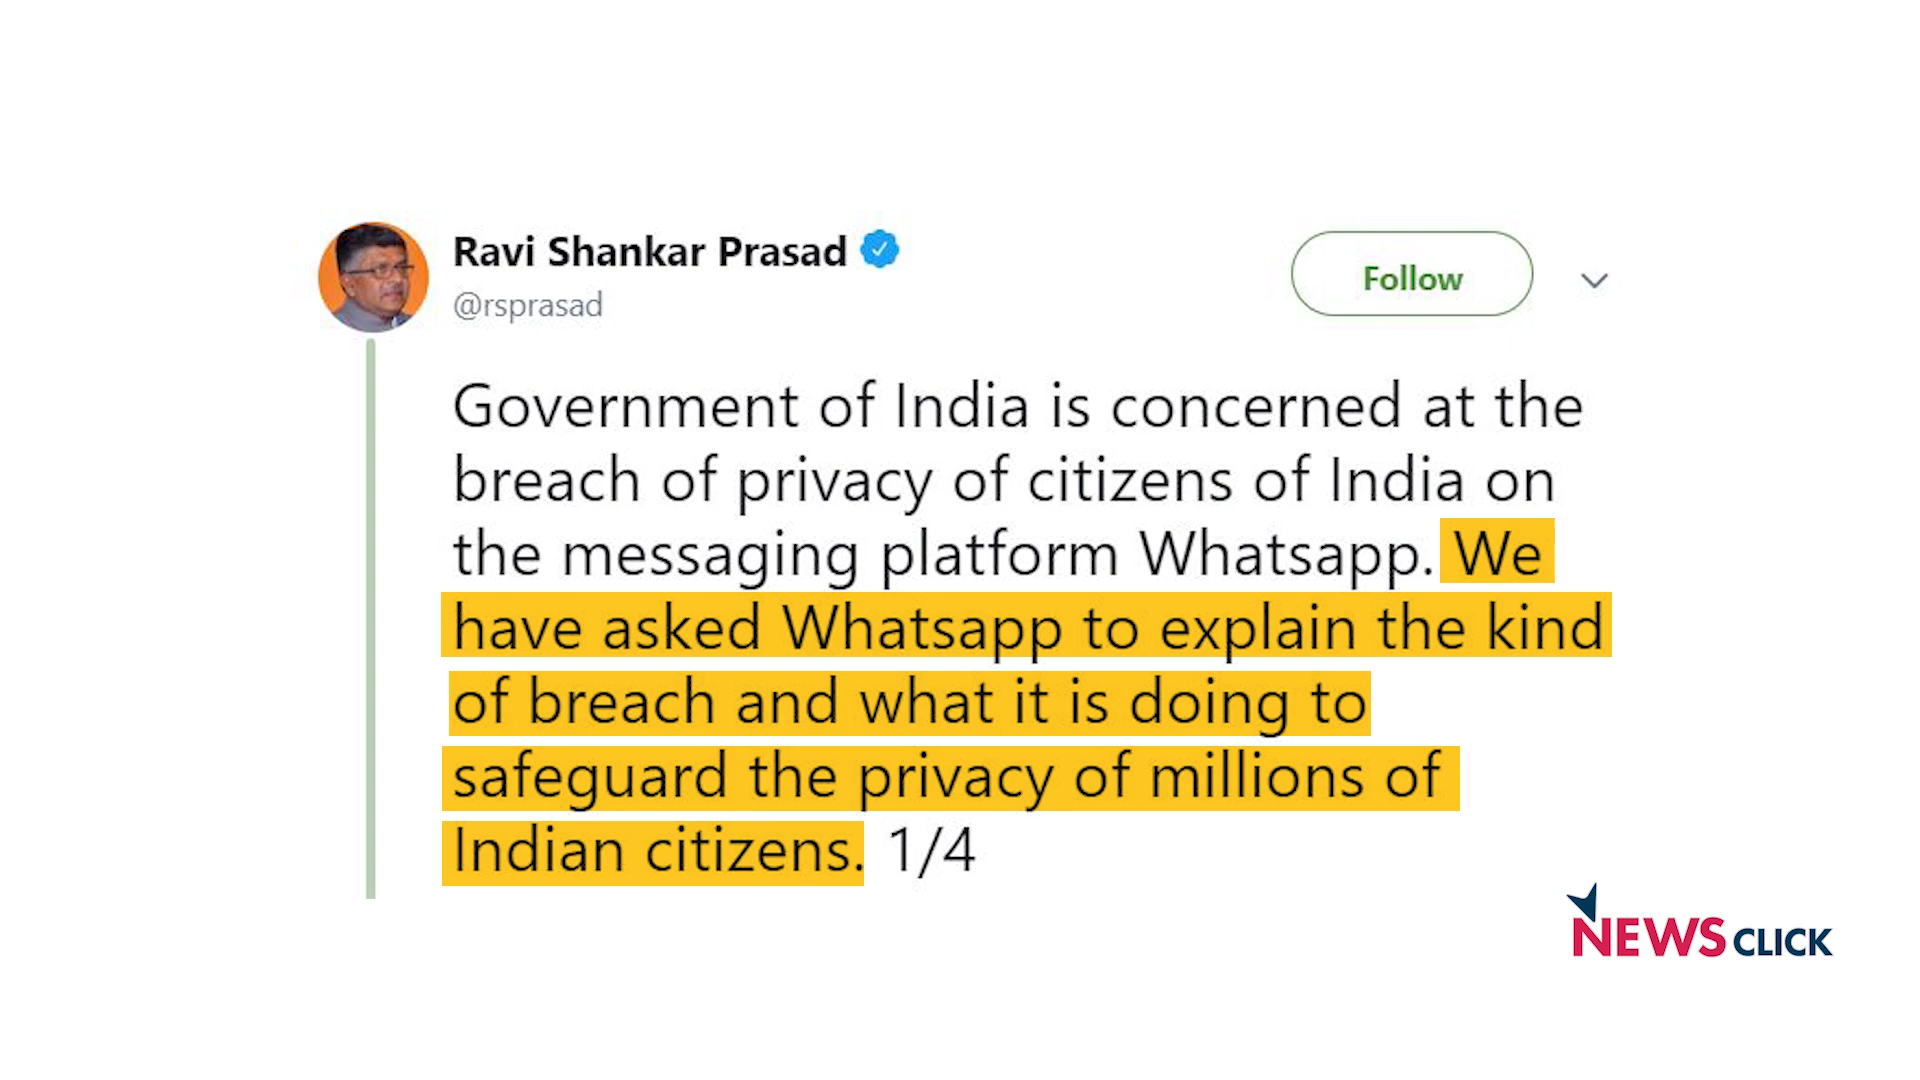 Ravi Shankar Prasad
@rsprasad
Follow
Government of India is concerned at the
breach of privacy of citizens of India on
the messaging platform Whatsapp. We
have asked Whatsapp to explain the kind
of breach and what it is doing to
safeguard the privacy of millions of
Indian citizens. 1/4
NEWS CLICK